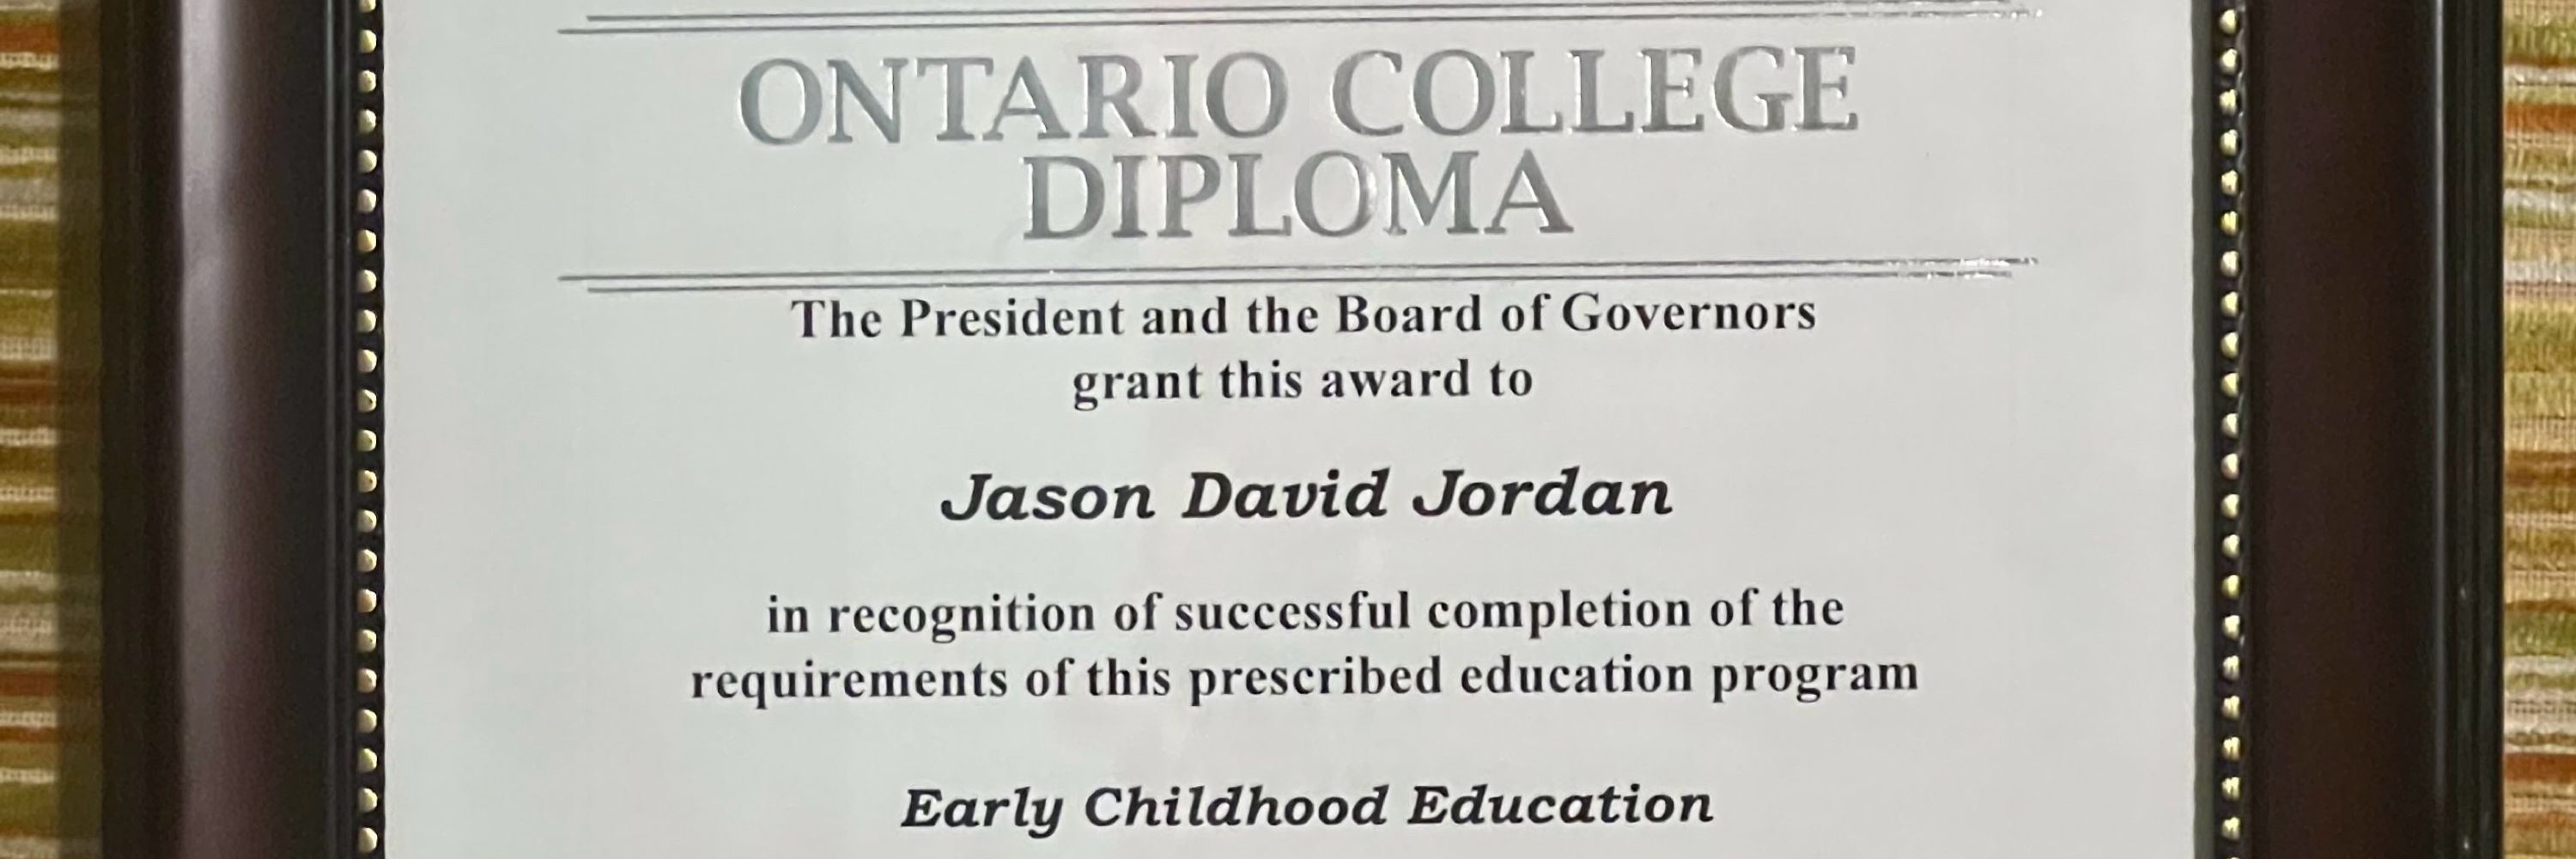 ONTARIO COLLEGE
DIPLOMA
The President and the Board of Governors
grant this award to
Jason David Jordan
in recognition of successful completion of the
requirements of this prescribed education program
Early Childhood Education